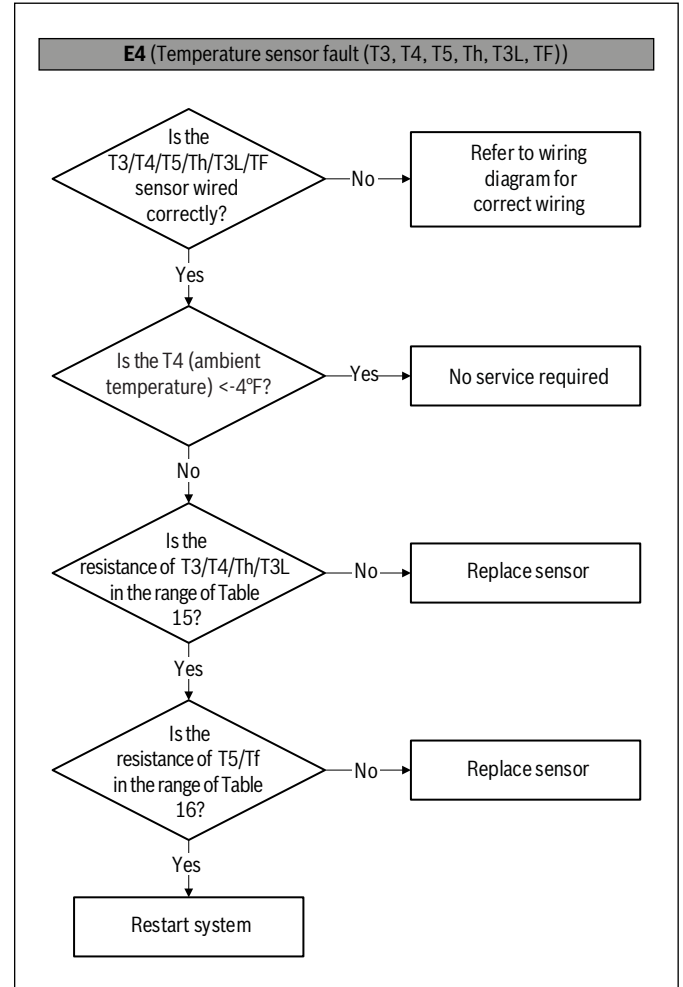 E4 (Temperature sensor fault (T3, T4, T5, Th, T3L, TF))
Is the
T3/T4/T5/Th/T3L/TF
sensor wired
correctly?
No
Refer to wiring
diagram for
correct wiring
Yes
Is the T4 (ambient
temperature) <-4°F?
Yes
No service required
No
Is the
resistance of T3/T4/Th/T3L
in the range of Table
15?
No
Replace sensor
Yes
Is the
resistance of T5/Tf
in the range of Table
16?
No
Replace sensor
Yes
Restart system